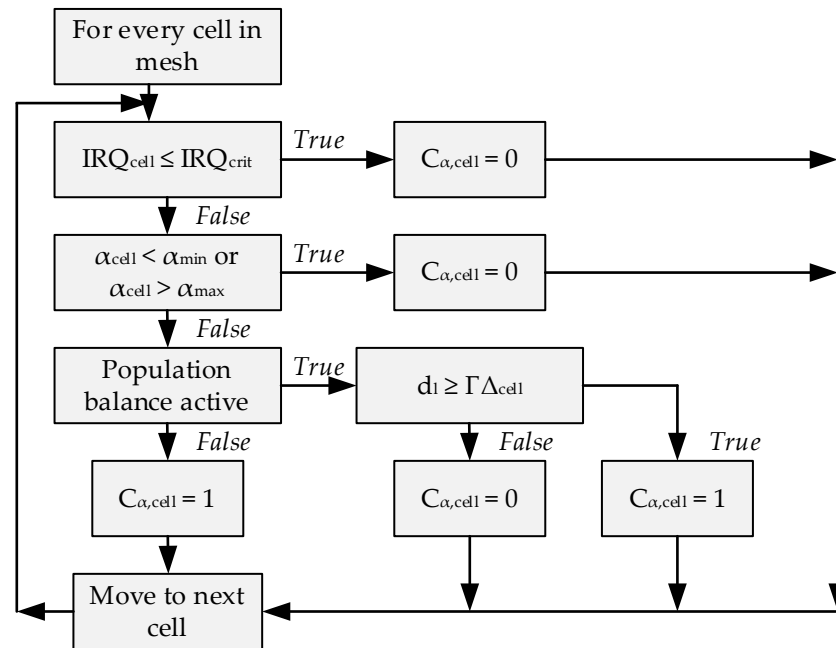 For every cell in
mesh
IRQcell ≤ IRQcrit
True
Cα,cell = 0
False
αcell < αmin or
αcell > αmax
True
Cα,cell = 0
False
Population
balance active
True
dl ≥ ΓΔcell
False
False
True
Cα,cell = 1
Cα,cell = 0
Cα,cell = 1
Move to next
cell